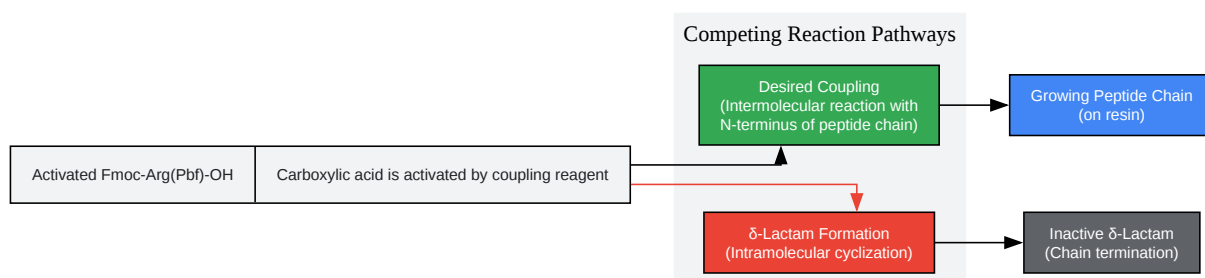 Competing Reaction Pathways
Desired Coupling
(Intermolecular reaction with
N-terminus of peptide chain)
Growing Peptide Chain
(on resin)
Activated Fmoc-Arg(Pbf)-OH
Carboxylic acid is activated by coupling reagent
δ-Lactam Formation
(Intramolecular cyclization)
Inactive δ-Lactam
(Chain termination)